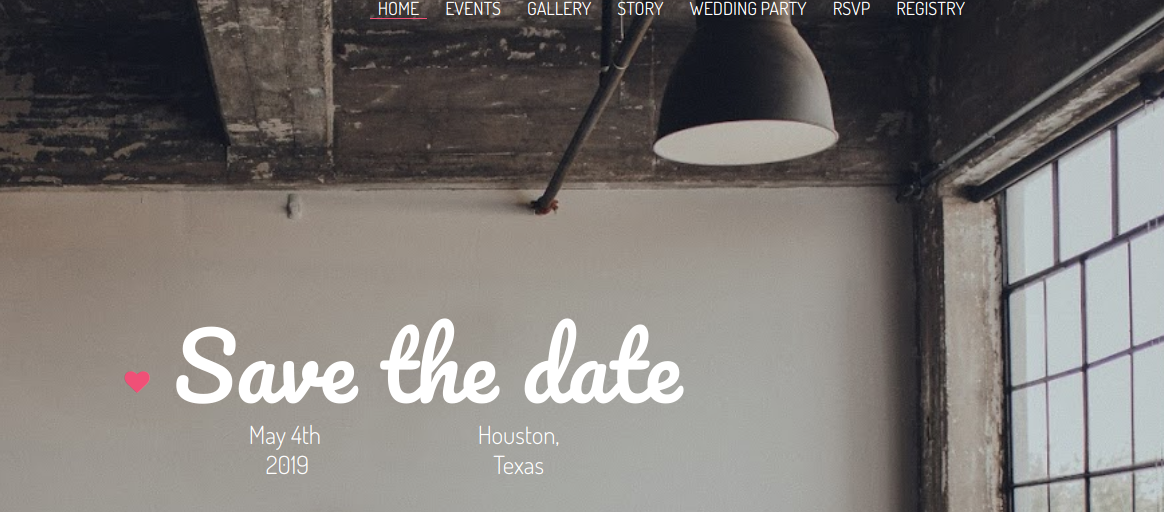 HOME EVENTS GALLERY STORY WEDDING PARTY RSVP REGISTRY
Save the date
May 4th
2019
Houston,
Texas